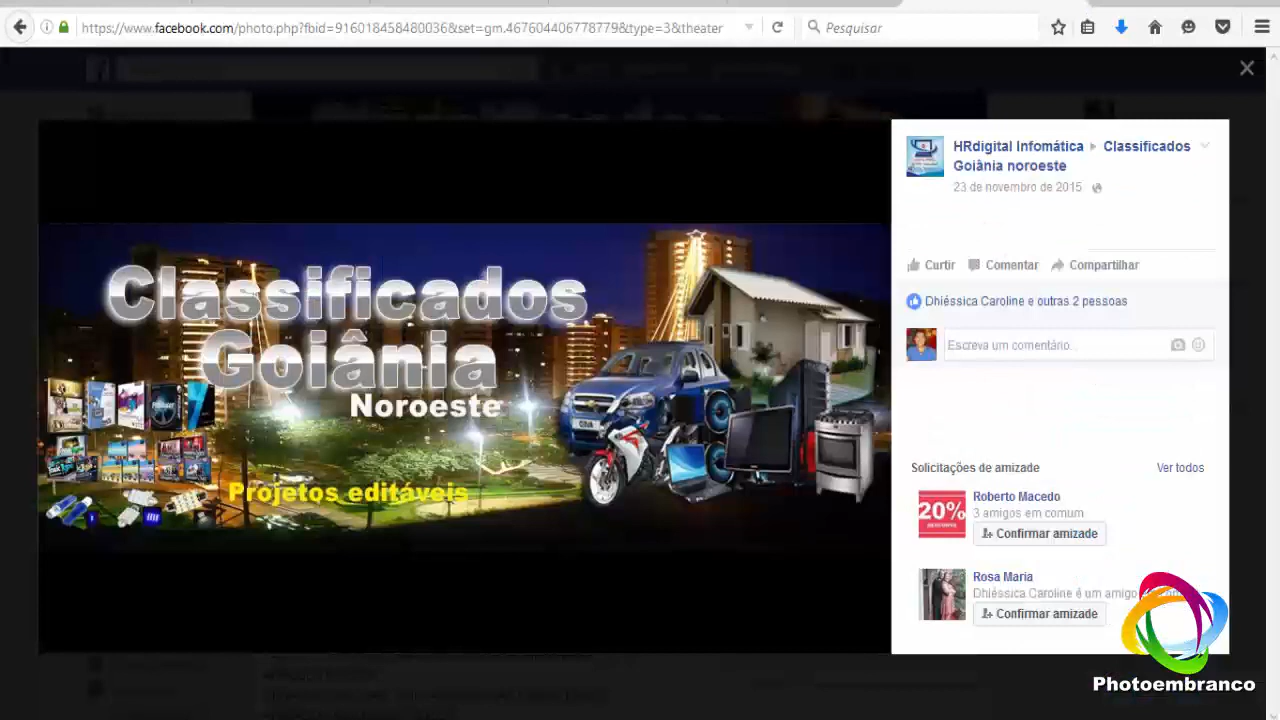 https://www.facebook.com/photo.php?fbid=916018458480036&set=gm.467604406778779&type=3&theater
Pesquisar
HRdigital Infomática ▸ Classificados
Goiânia noroeste
23 de novembro de 2015
Classificados
Goiânia
Noroeste
Projetos editáveis
Curtir Comentar Compartilhar
Dhiéssica Caroline e outras 2 pessoas
Escreva um comentário...
Solicitações de amizade Ver todos
20%
DESCONTO
Roberto Macedo
3 amigos em comum
Confirmar amizade
Rosa Maria
Dhiéssica Caroline é um amigo
Confirmar amizade
Photoembranco